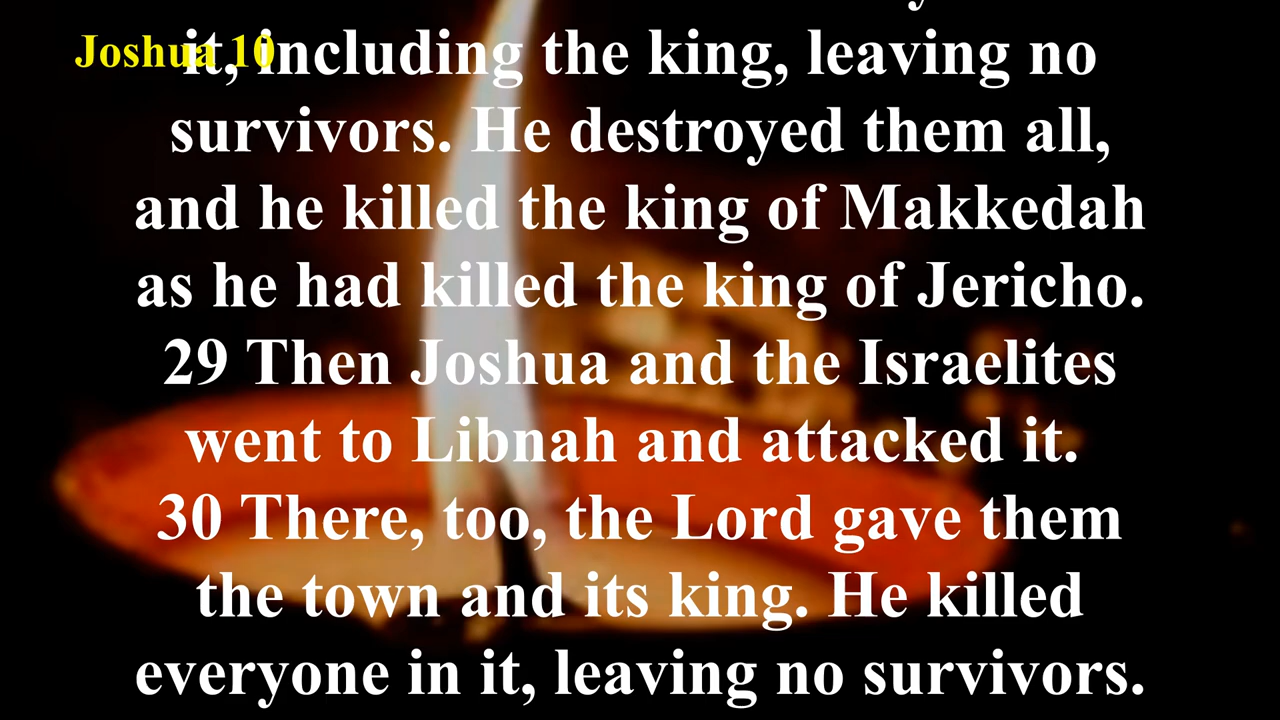 Joshua 10
it, including the king, leaving no
survivors. He destroyed them all,
and he killed the king of Makkedah
as he had killed the king of Jericho.
29 Then Joshua and the Israelites
went to Libnah and attacked it.
30 There, too, the Lord gave them
the town and its king. He killed
everyone in it, leaving no survivors.